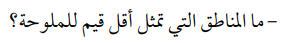 - ما المناطق التي تمثل أقل قيم للملوحة؟